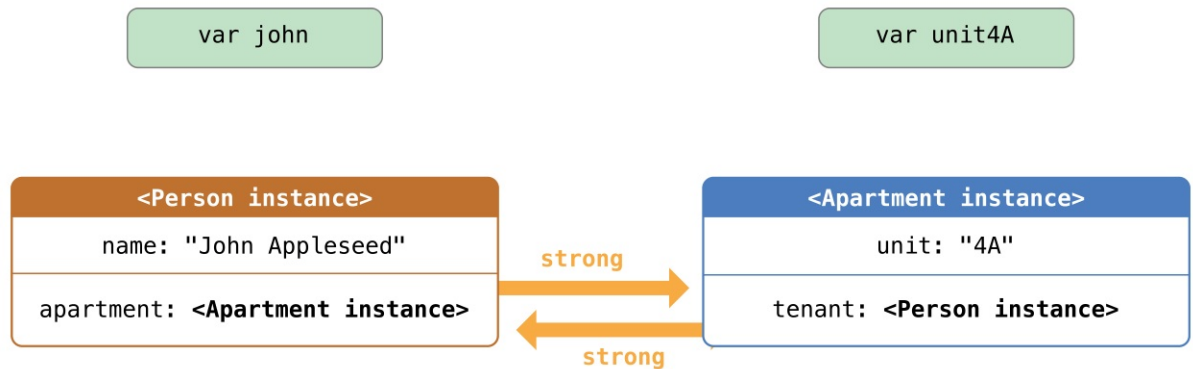 var john
var unit4A
<Person instance>
<Apartment instance>
name: "John Appleseed"
unit: "4A"
strong
apartment: <Apartment instance>
tenant: <Person instance>
strong